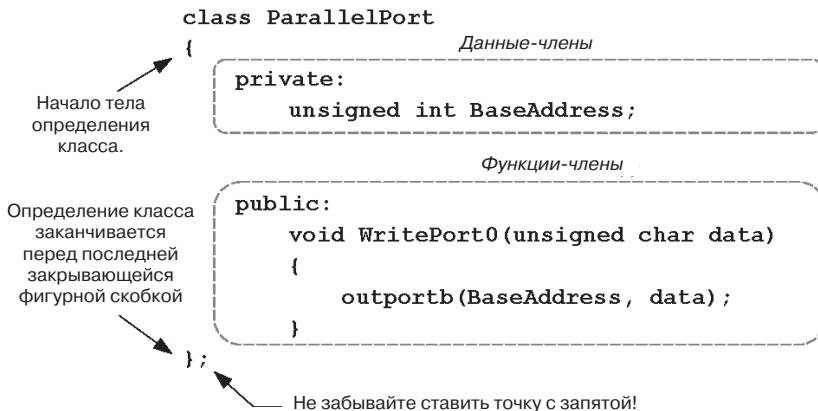 class ParallelPort
{
Данные-члены
private:
unsigned int BaseAddress;
Начало тела
определения
класса.
Функции-члены
public:
void WritePort0(unsigned char data)
{
outportb(BaseAddress, data);
}
Определение класса
заканчивается
перед последней
закрывающейся
фигурной скобкой
};
Не забывайте ставить точку с запятой!